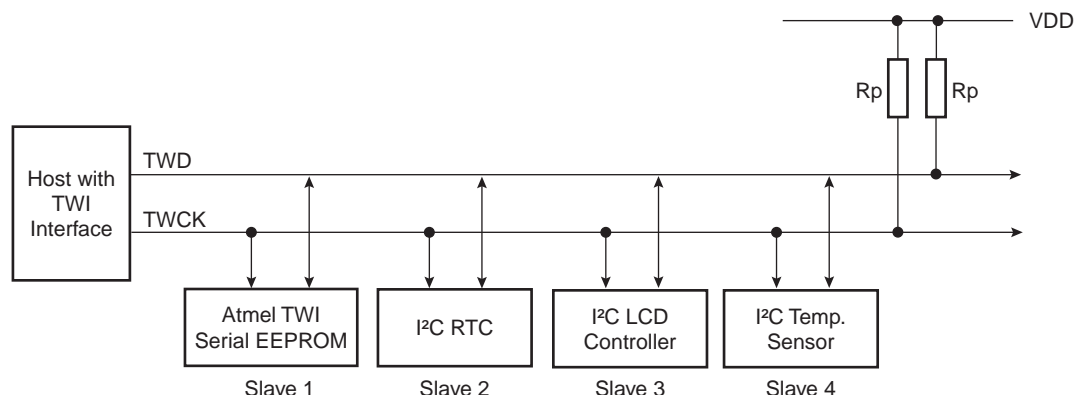 VDD
Rp Rp
Host with
TWI
Interface
TWD
TWCK
Atmel TWI
Serial EEPROM
Slave 1
I²C RTC
Slave 2
I²C LCD
Controller
Slave 3
I²C Temp.
Sensor
Slave 4